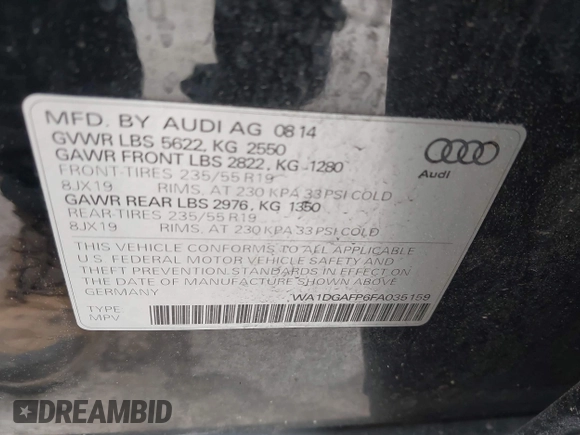 MFD. BY AUDI AG 08 14
GVWR LBS 5622, KG 2550
GAWR FRONT LBS 2822, KG 1280
FRONT-TIRES 235/55 R19
8JX19 RIMS, AT 230 KPA 33 PSI COLD
GAWR REAR LBS 2976, KG 1350
REAR-TIRES 235/55 R19
8JX19 RIMS, AT 230 KPA 33 PSI COLD
THIS VEHICLE CONFORMS TO ALL APPLICABLE
U.S. FEDERAL MOTOR VEHICLE SAFETY AND
THEFT PREVENTION STANDARDS IN EFFECT ON
THE DATE OF MANUFACTURE SHOWN ABOVE
GERMANY
WA1DGAFP6FA035159
TYPE
MPV
Audi
DREAMBID